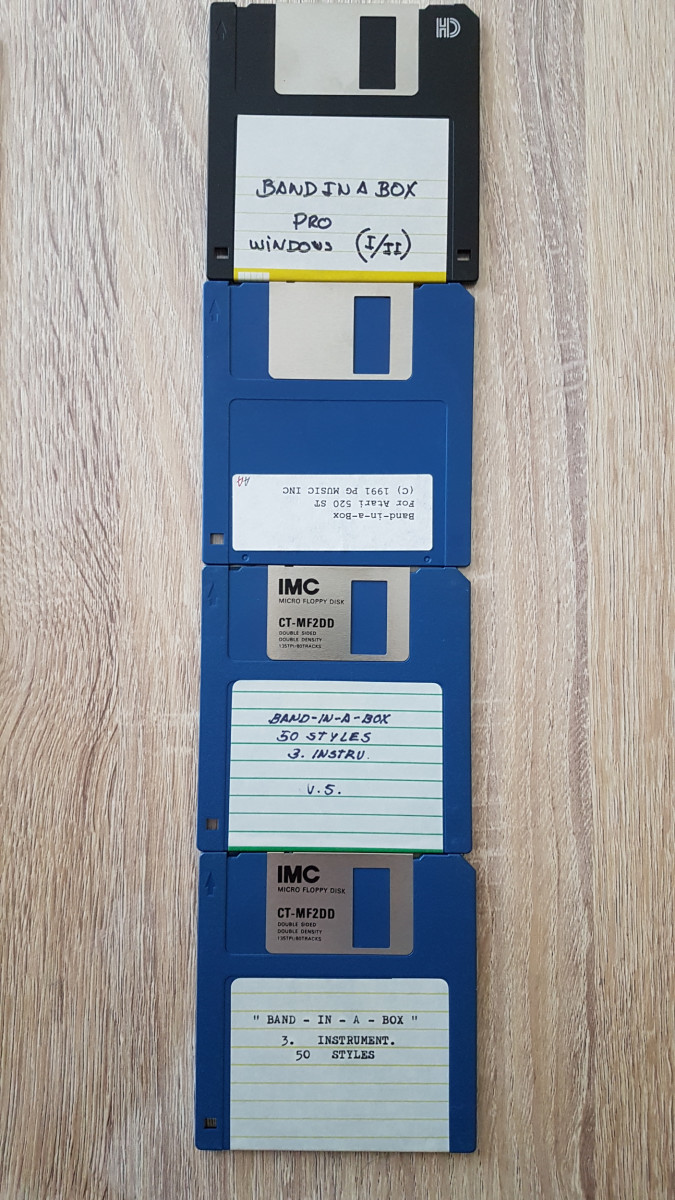 HD
BAND IN A BOX
PRO
WINDOWS (I/II)
Band-in-a-Box
For Atari 520 ST
(C) 1991 PG MUSIC INC
AA
IMC
MICRO FLOPPY DISK
CT-MF2DD
DOUBLE SIDED
DOUBLE DENSITY
135TPI/80TRACKS
BAND-IN-A-BOX
50 STYLES
3. INSTRU.
V.5.
IMC
MICRO FLOPPY DISK
CT-MF2DD
DOUBLE SIDED
DOUBLE DENSITY
135TPI/80TRACKS
" BAND - IN - A - BOX "
3. INSTRUMENT.
50 STYLES